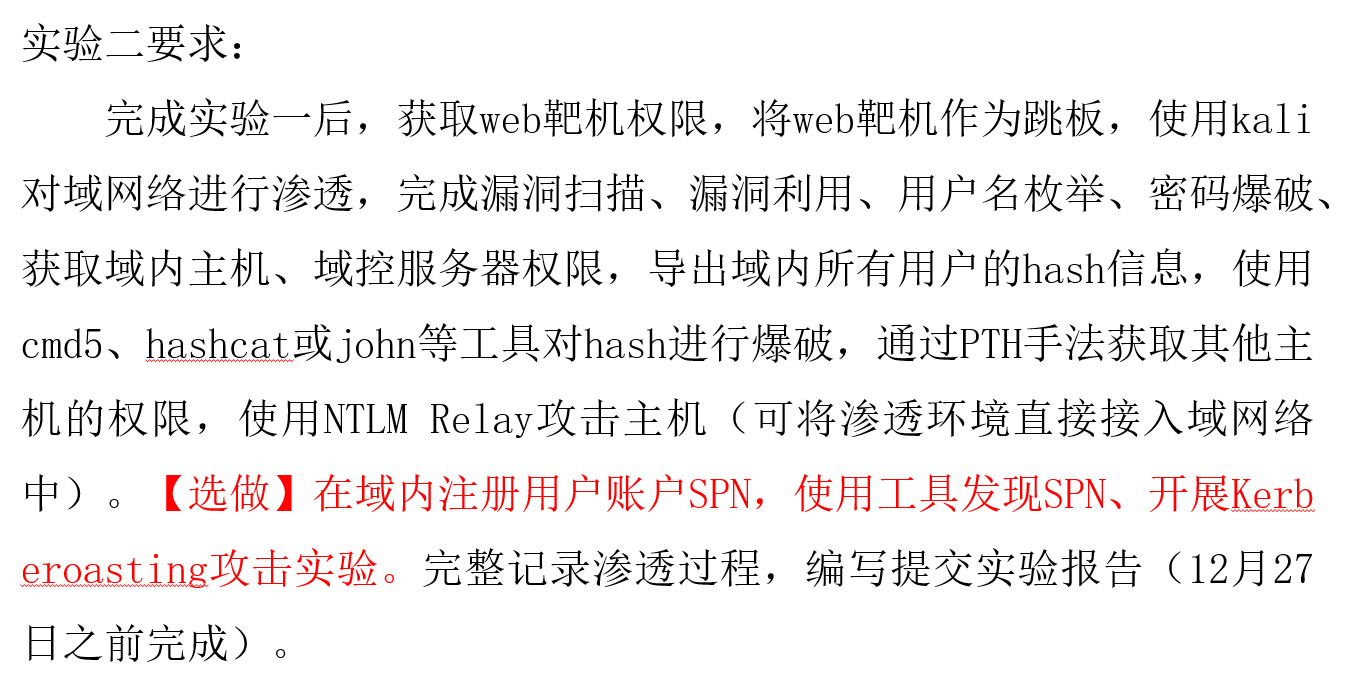 实验二要求：
完成实验一后，获取web靶机权限，将web靶机作为跳板，使用kali
对域网络进行渗透，完成漏洞扫描、漏洞利用、用户名枚举、密码爆破、
获取域内主机、域控服务器权限，导出域内所有用户的hash信息，使用
cmd5、hashcat或john等工具对hash进行爆破，通过PTH手法获取其他主
机的权限，使用NTLM Relay攻击主机（可将渗透环境直接接入域网络
中）。【选做】在域内注册用户账户SPN，使用工具发现SPN、开展Kerb
eroasting攻击实验。完整记录渗透过程，编写提交实验报告（12月27
日之前完成）。